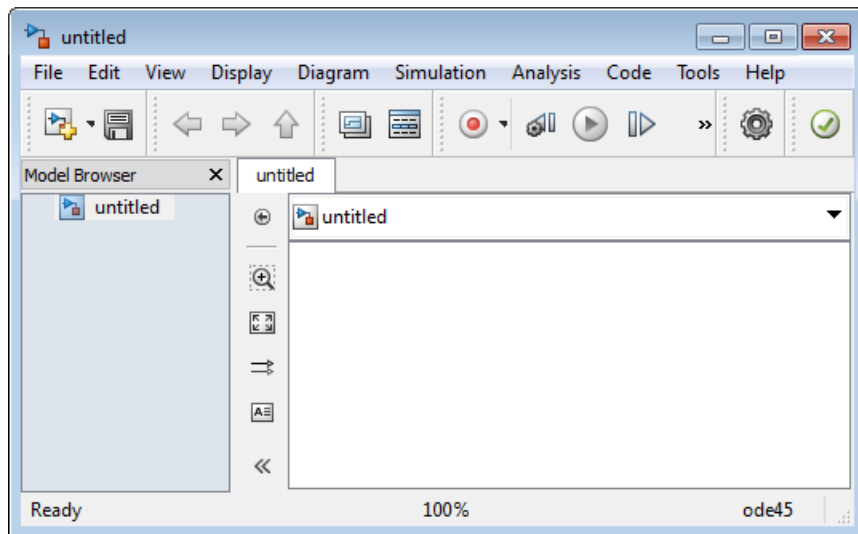 untitled
File Edit View Display Diagram Simulation Analysis Code Tools Help
Model Browser
untitled
untitled
untitled
Ready 100% ode45